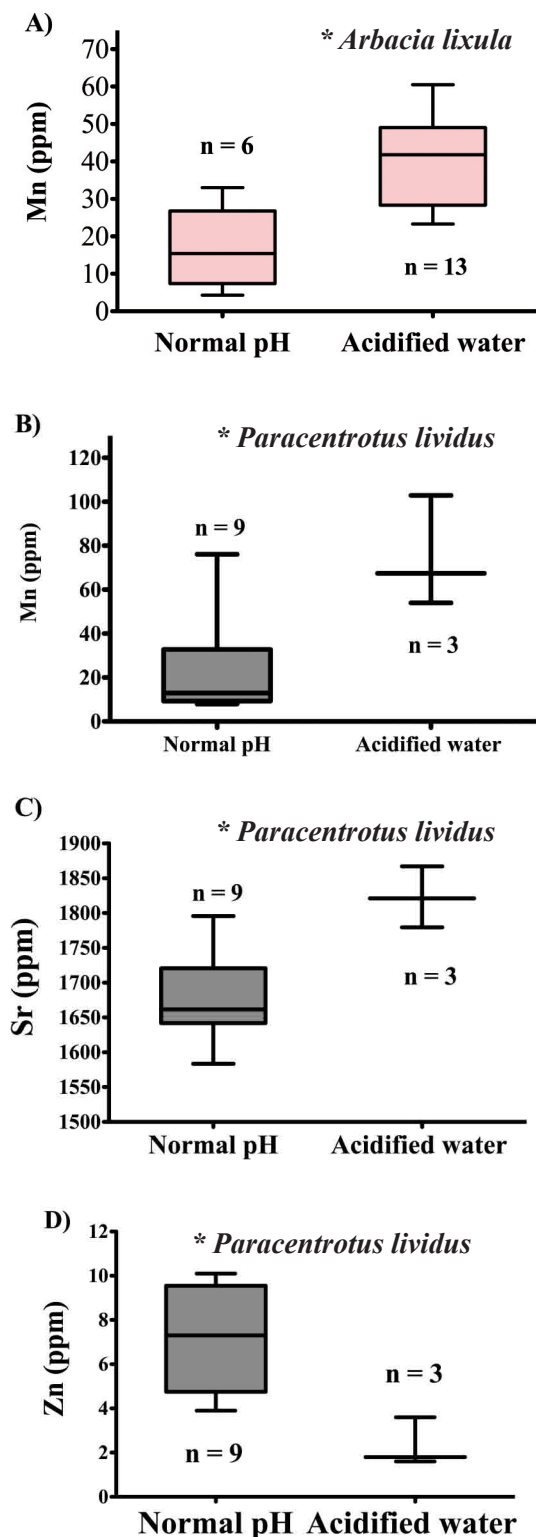 A)
* Arbacia lixula
70
60
50
40
30
20
10
0
Mn (ppm)
n = 6
n = 13
Normal pH Acidified water
B)
* Paracentrotus lividus
120
100
80
60
40
20
0
Mn (ppm)
n = 9
n = 3
Normal pH Acidified water
C)
* Paracentrotus lividus
1900
1850
1800
1750
1700
1650
1600
1550
1500
Sr (ppm)
n = 9
n = 3
Normal pH Acidified water
D)
* Paracentrotus lividus
12
10
8
6
4
2
0
Zn (ppm)
n = 3
n = 9
Normal pH Acidified water